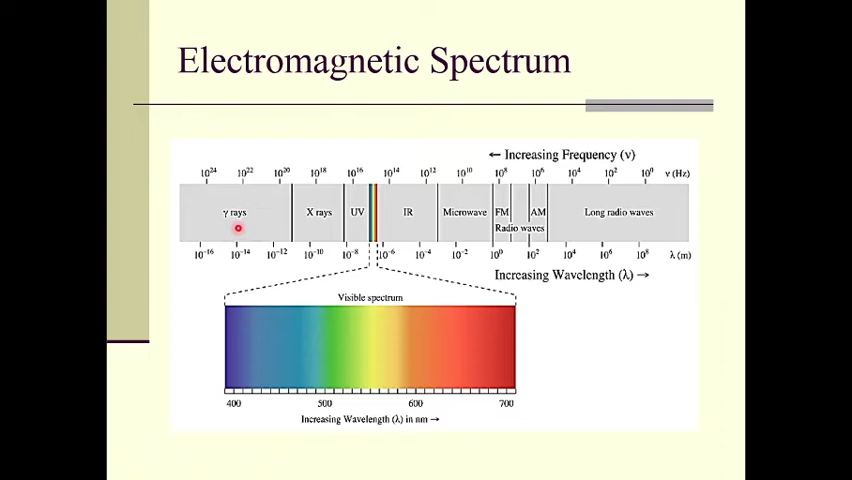 Electromagnetic Spectrum
← Increasing Frequency (ν)
10²⁴ 10²² 10²⁰ 10¹⁸ 10¹⁶ 10¹⁴ 10¹² 10¹⁰ 10⁸ 10⁶ 10⁴ 10² 10⁰ ν (Hz)
γ rays X rays UV IR Microwave FM AM Long radio waves
Radio waves
10⁻¹⁶ 10⁻¹⁴ 10⁻¹² 10⁻¹⁰ 10⁻⁸ 10⁻⁶ 10⁻⁴ 10⁻² 10⁰ 10² 10⁴ 10⁶ 10⁸ λ (m)
Increasing Wavelength (λ) →
Visible spectrum
400 500 600 700
Increasing Wavelength (λ) in nm →